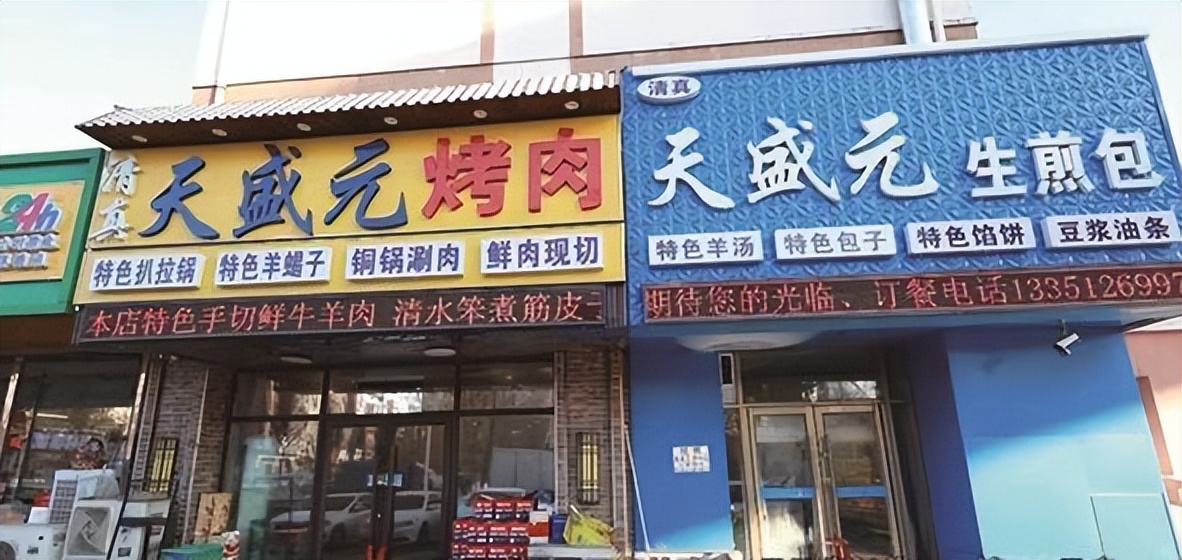 清真
天盛元烤肉
特色扒拉锅 特色羊蝎子 铜锅涮肉 鲜肉现切
本店特色手切鲜牛羊肉 清水笨煮筋皮
清真
天盛元生煎包
特色羊汤 特色包子 特色馅饼 豆浆油条
期待您的光临、订餐电话1385126997
24h